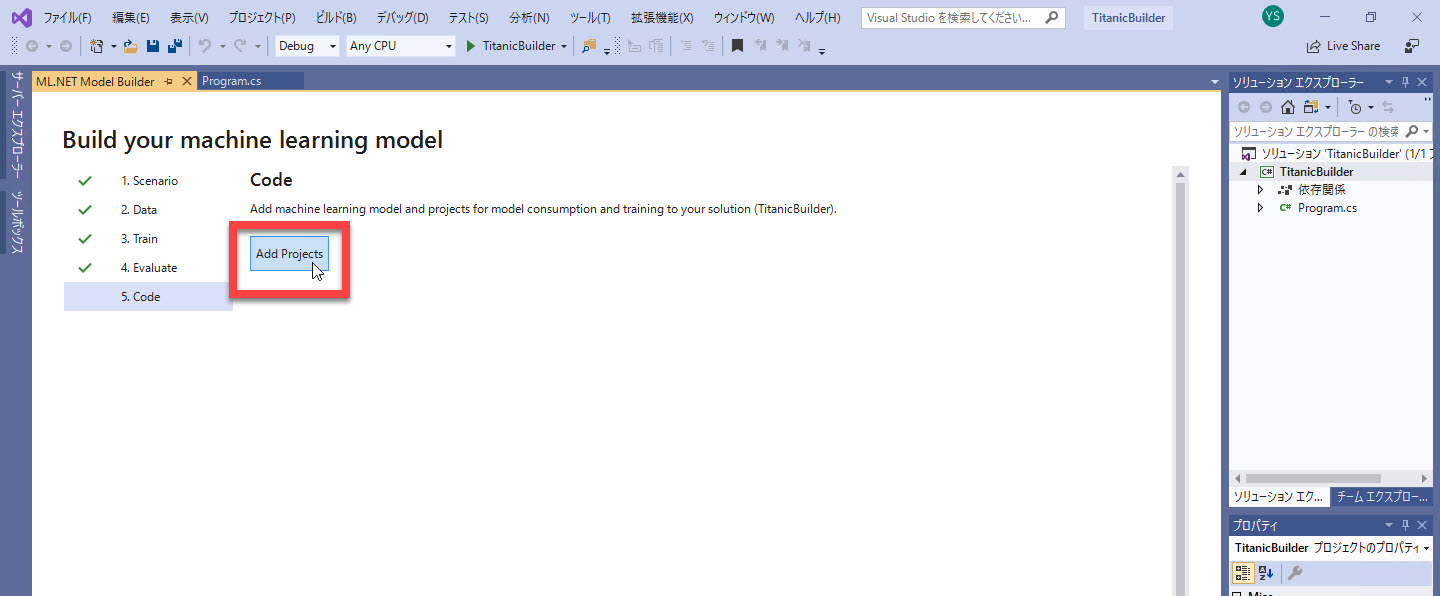 ファイル(F) 編集(E) 表示(V) プロジェクト(P) ビルド(B) デバッグ(D) テスト(S) 分析(N) ツール(T) 拡張機能(X) ウィンドウ(W) ヘルプ(H) Visual Studio を検索してください... TitanicBuilder YS
Debug Any CPU TitanicBuilder Live Share
サーバー エクスプローラー
ツールボックス
ML.NET Model Builder Program.cs
Build your machine learning model
1. Scenario
2. Data
3. Train
4. Evaluate
5. Code
Code
Add machine learning model and projects for model consumption and training to your solution (TitanicBuilder).
Add Projects
ソリューション エクスプローラー
ソリューション エクスプローラー の検索
ソリューション 'TitanicBuilder' (1/1
C# TitanicBuilder
依存関係
C# Program.cs
ソリューション エク... チーム エクスプロー...
プロパティ
TitanicBuilder プロジェクトのプロパティ
Misc